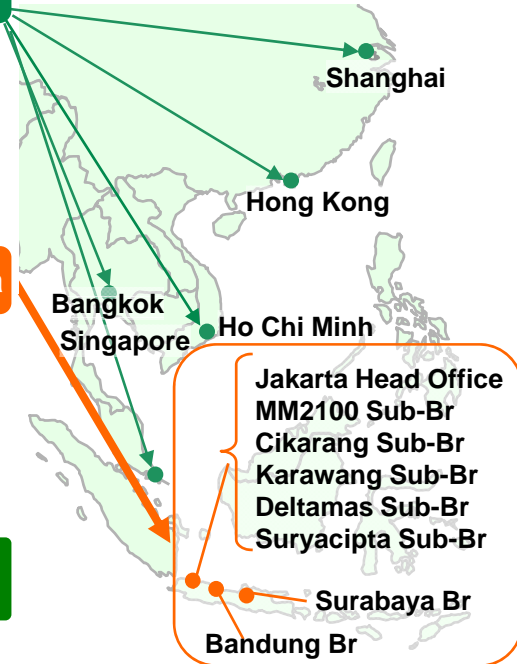 Shanghai
Hong Kong
Bangkok
Ho Chi Minh
Singapore
Jakarta Head Office
MM2100 Sub-Br
Cikarang Sub-Br
Karawang Sub-Br
Deltamas Sub-Br
Suryacipta Sub-Br
Surabaya Br
Bandung Br